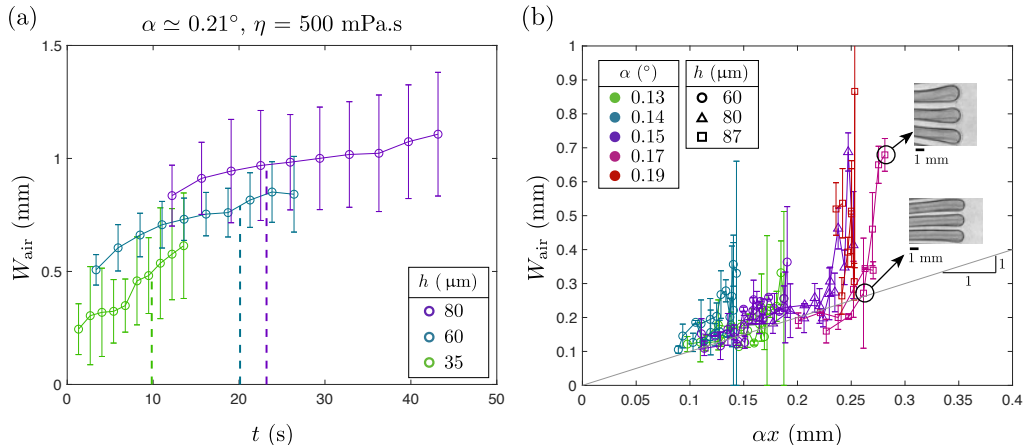 (a)
α ≃ 0.21°, η = 500 mPa.s
1.5
1
0.5
0
W_air (mm)
0 10 20 30 40 50
t (s)
h (μm)
80
60
35
(b)
1
0.9
0.8
0.7
0.6
0.5
0.4
0.3
0.2
0.1
0
W_air (mm)
0 0.05 0.1 0.15 0.2 0.25 0.3 0.35 0.4
αx (mm)
α (°)
0.13
0.14
0.15
0.17
0.19
h (μm)
60
80
87
1 mm
1 mm
1
1